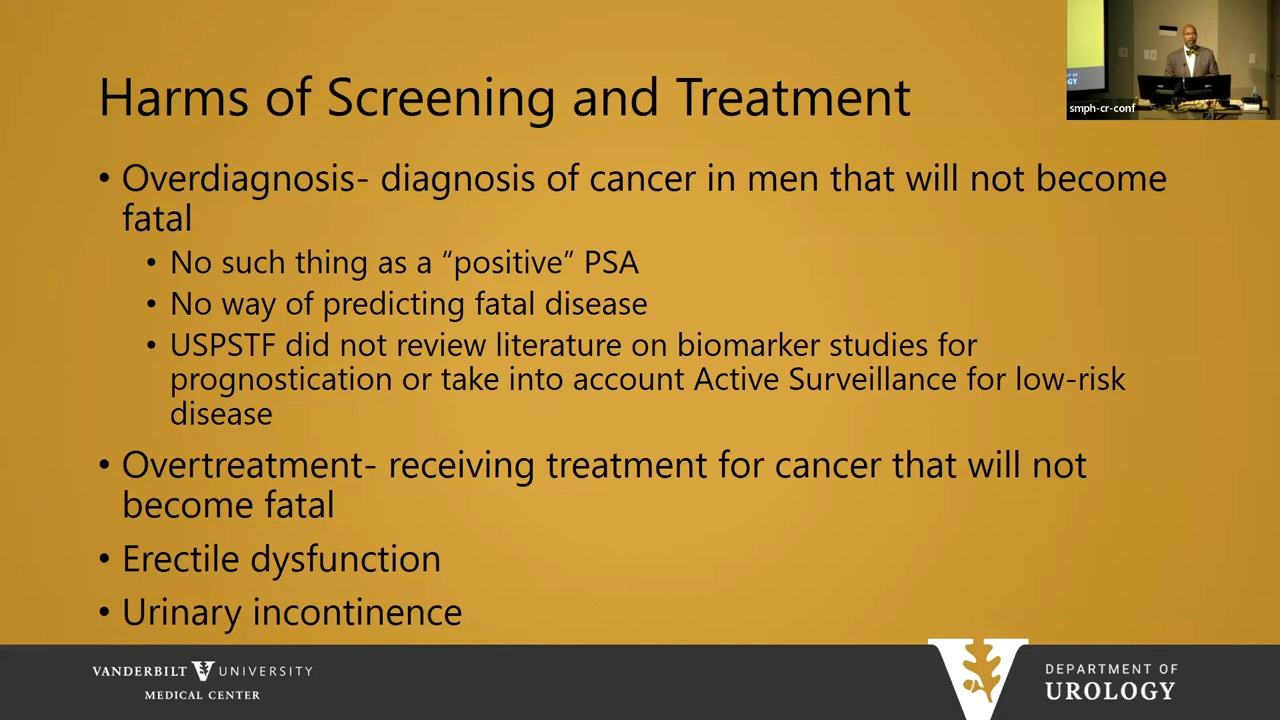 smph-cr-conf
Harms of Screening and Treatment
• Overdiagnosis- diagnosis of cancer in men that will not become
fatal
• No such thing as a “positive” PSA
• No way of predicting fatal disease
• USPSTF did not review literature on biomarker studies for
prognostication or take into account Active Surveillance for low-risk
disease
• Overtreatment- receiving treatment for cancer that will not
become fatal
• Erectile dysfunction
• Urinary incontinence
VANDERBILT V UNIVERSITY
MEDICAL CENTER
V
DEPARTMENT OF
UROLOGY